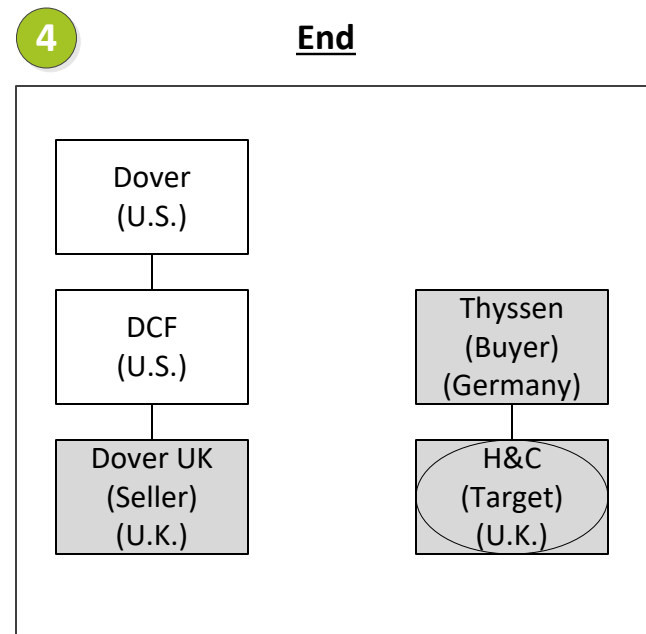 4
End
Dover
(U.S.)
DCF
(U.S.)
Dover UK
(Seller)
(U.K.)
Thyssen
(Buyer)
(Germany)
H&C
(Target)
(U.K.)